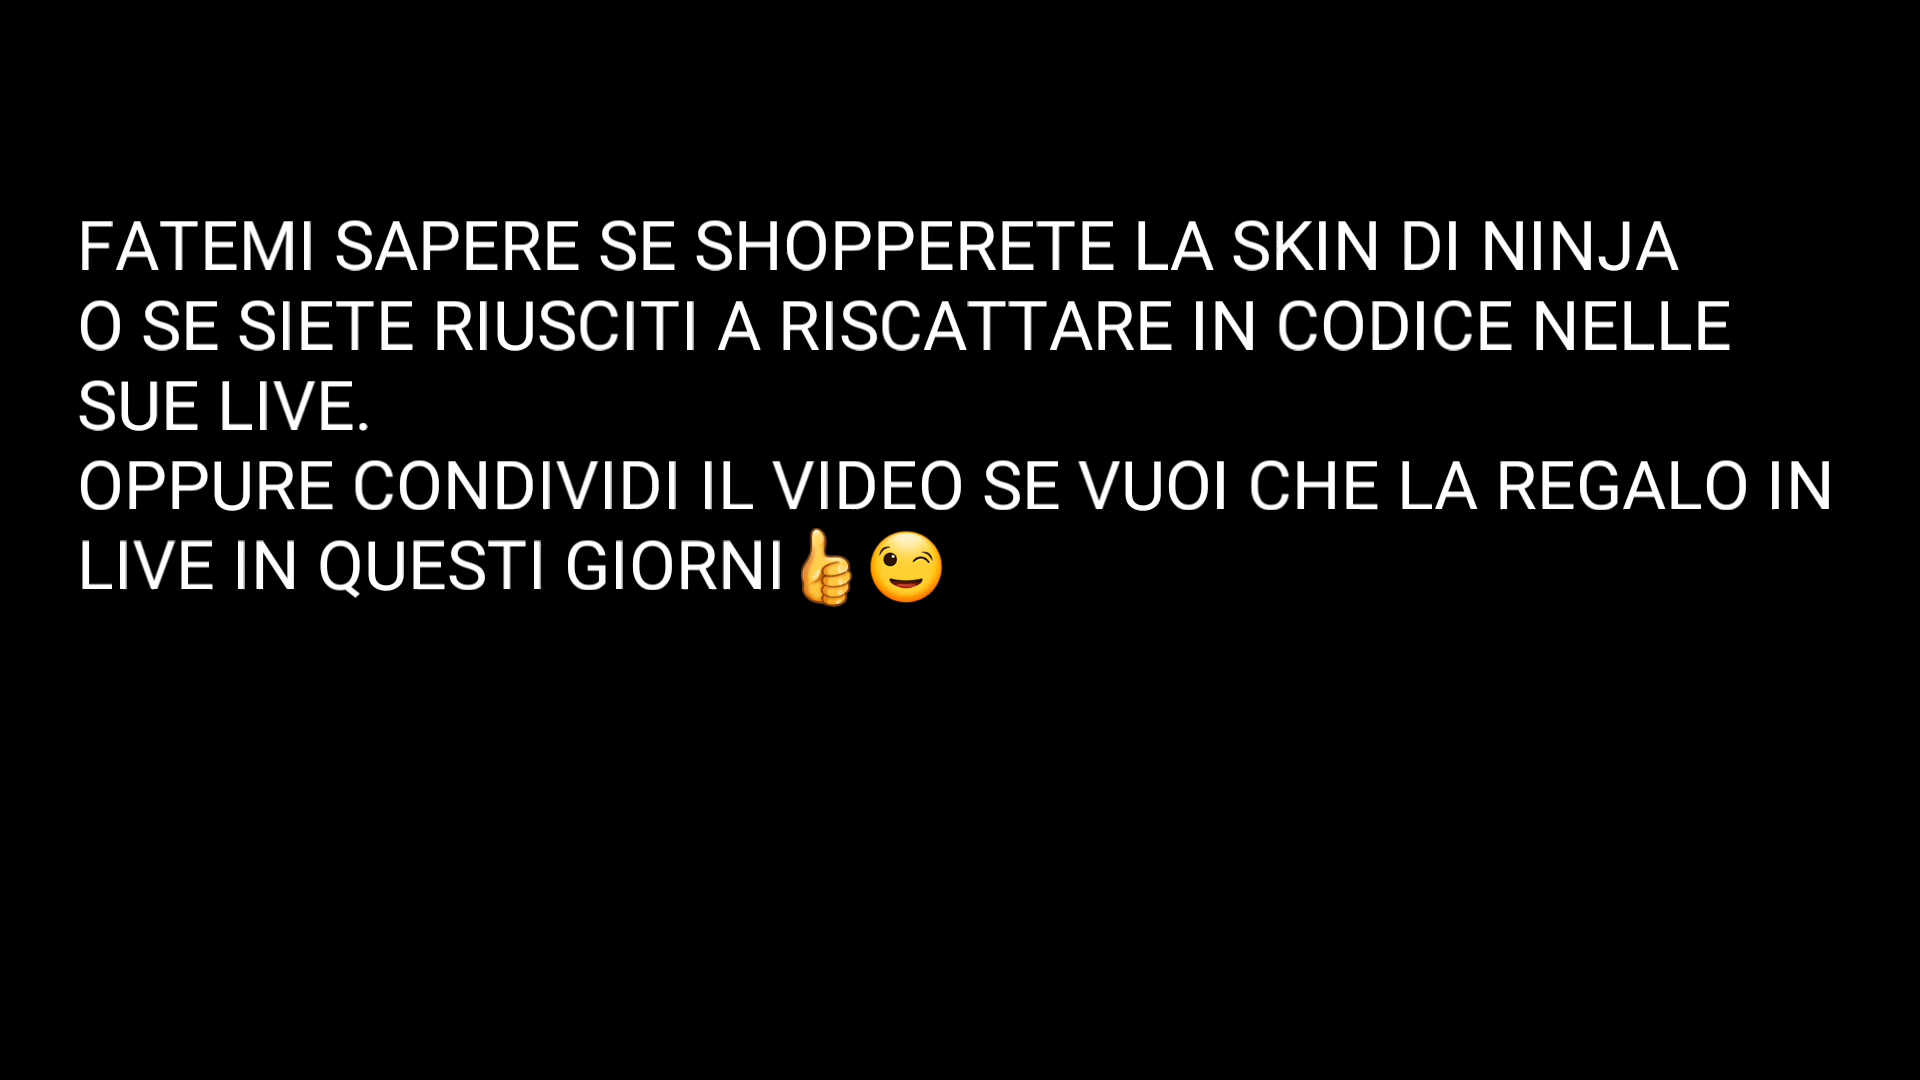 FATEMI SAPERE SE SHOPPERETE LA SKIN DI NINJA
O SE SIETE RIUSCITI A RISCATTARE IN CODICE NELLE
SUE LIVE.
OPPURE CONDIVIDI IL VIDEO SE VUOI CHE LA REGALO IN
LIVE IN QUESTI GIORNI👍😉